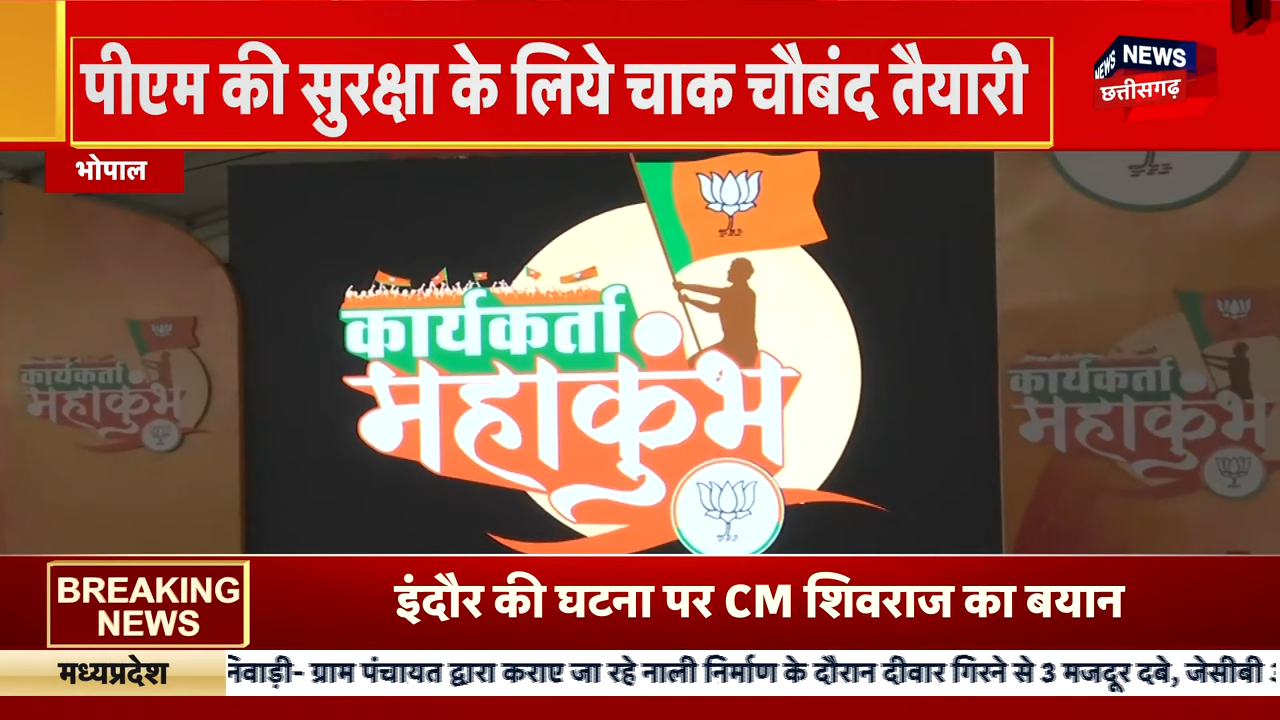 पीएम की सुरक्षा के लिये चाक चौबंद तैयारी
NEWS NEWS
छत्तीसगढ़
भोपाल
कार्यकर्ता
महाकुंभ
कार्यकर्ता
महाकुंभ
कार्यकर्ता
महाकुंभ
BREAKING
NEWS
इंदौर की घटना पर CM शिवराज का बयान
मध्यप्रदेश
निवाड़ी- ग्राम पंचायत द्वारा कराए जा रहे नाली निर्माण के दौरान दीवार गिरने से 3 मजदूर दबे, जेसीबी